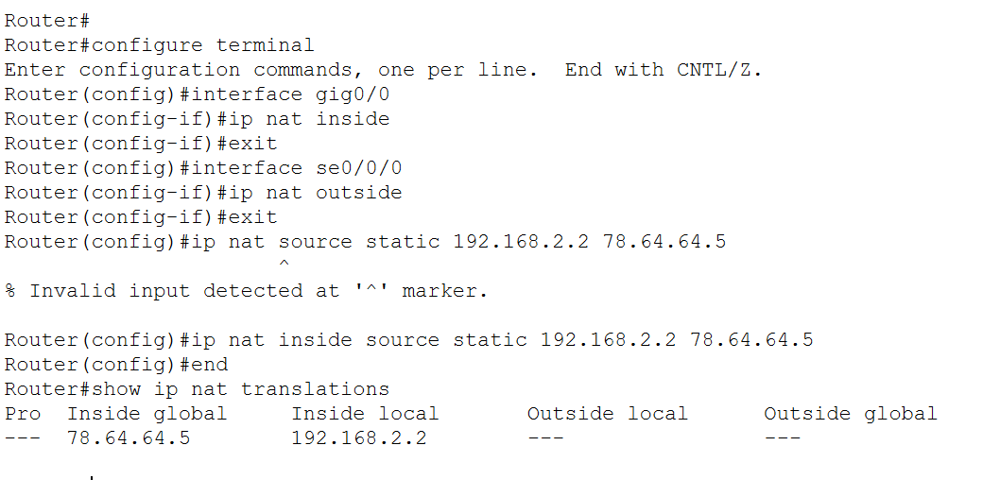 Router#
Router#configure terminal
Enter configuration commands, one per line.  End with CNTL/Z.
Router(config)#interface gig0/0
Router(config-if)#ip nat inside
Router(config-if)#exit
Router(config)#interface se0/0/0
Router(config-if)#ip nat outside
Router(config-if)#exit
Router(config)#ip nat source static 192.168.2.2 78.64.64.5
                      ^
% Invalid input detected at '^' marker.

Router(config)#ip nat inside source static 192.168.2.2 78.64.64.5
Router(config)#end
Router#show ip nat translations
Pro  Inside global     Inside local       Outside local      Outside global
---  78.64.64.5        192.168.2.2        ---                ---